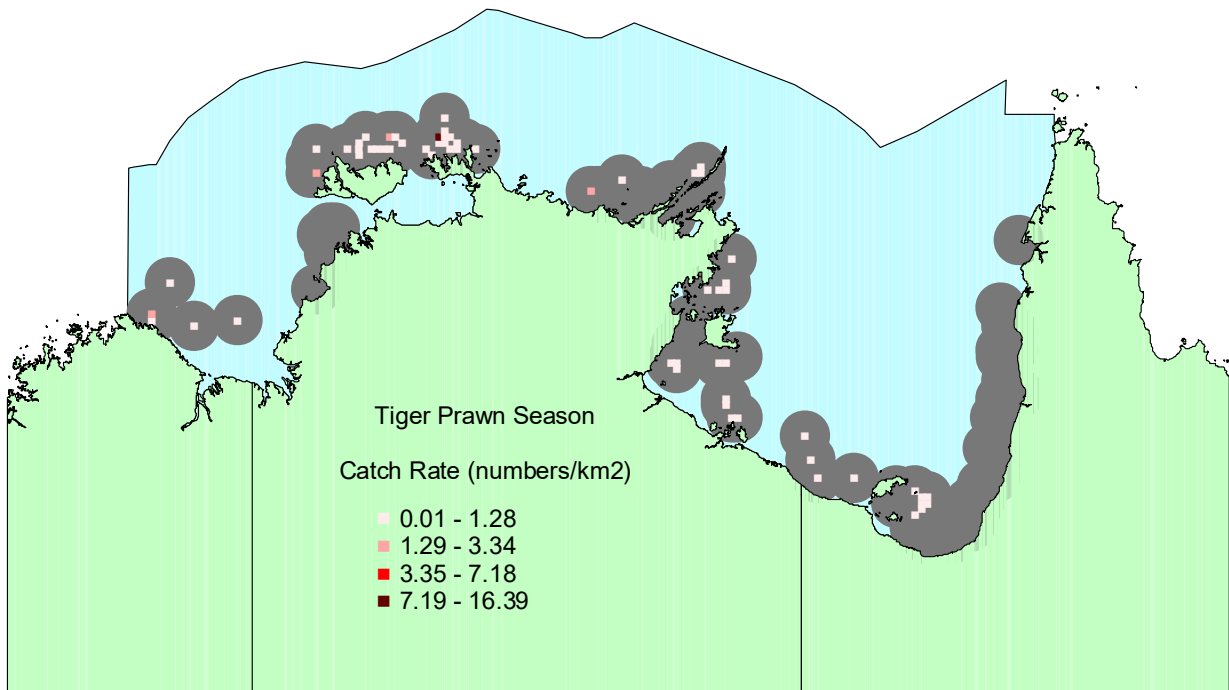 Tiger Prawn Season
Catch Rate (numbers/km2)
0.01 - 1.28
1.29 - 3.34
3.35 - 7.18
7.19 - 16.39